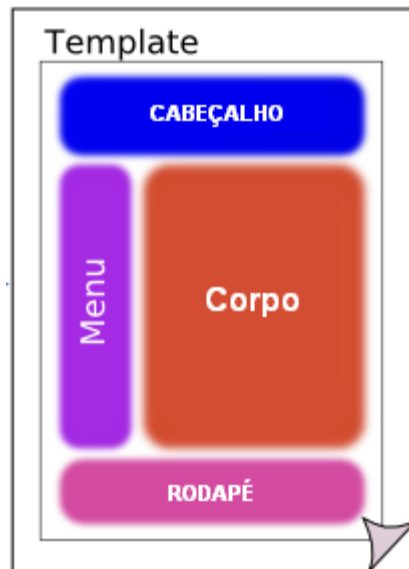 Template
CABEÇALHO
Menu
Corpo
RODAPÉ